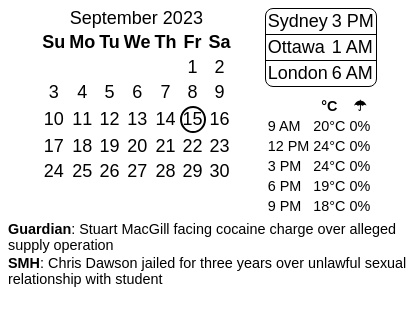 September 2023
Su Mo Tu We Th Fr Sa
1 2
3 4 5 6 7 8 9
10 11 12 13 14 15 16
17 18 19 20 21 22 23
24 25 26 27 28 29 30
Sydney 3 PM
Ottawa 1 AM
London 6 AM
°C ☂
9 AM 20°C 0%
12 PM 24°C 0%
3 PM 24°C 0%
6 PM 19°C 0%
9 PM 18°C 0%
Guardian: Stuart MacGill facing cocaine charge over alleged
supply operation
SMH: Chris Dawson jailed for three years over unlawful sexual
relationship with student